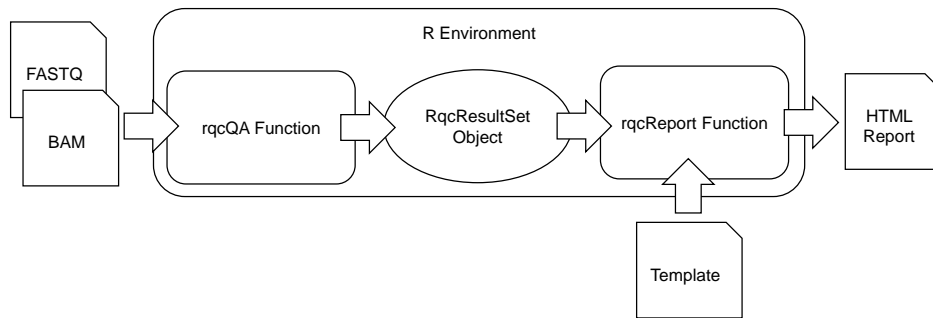 R Environment
FASTQ
BAM
rqcQA Function
RqcResultSet
Object
rqcReport Function
HTML
Report
Template